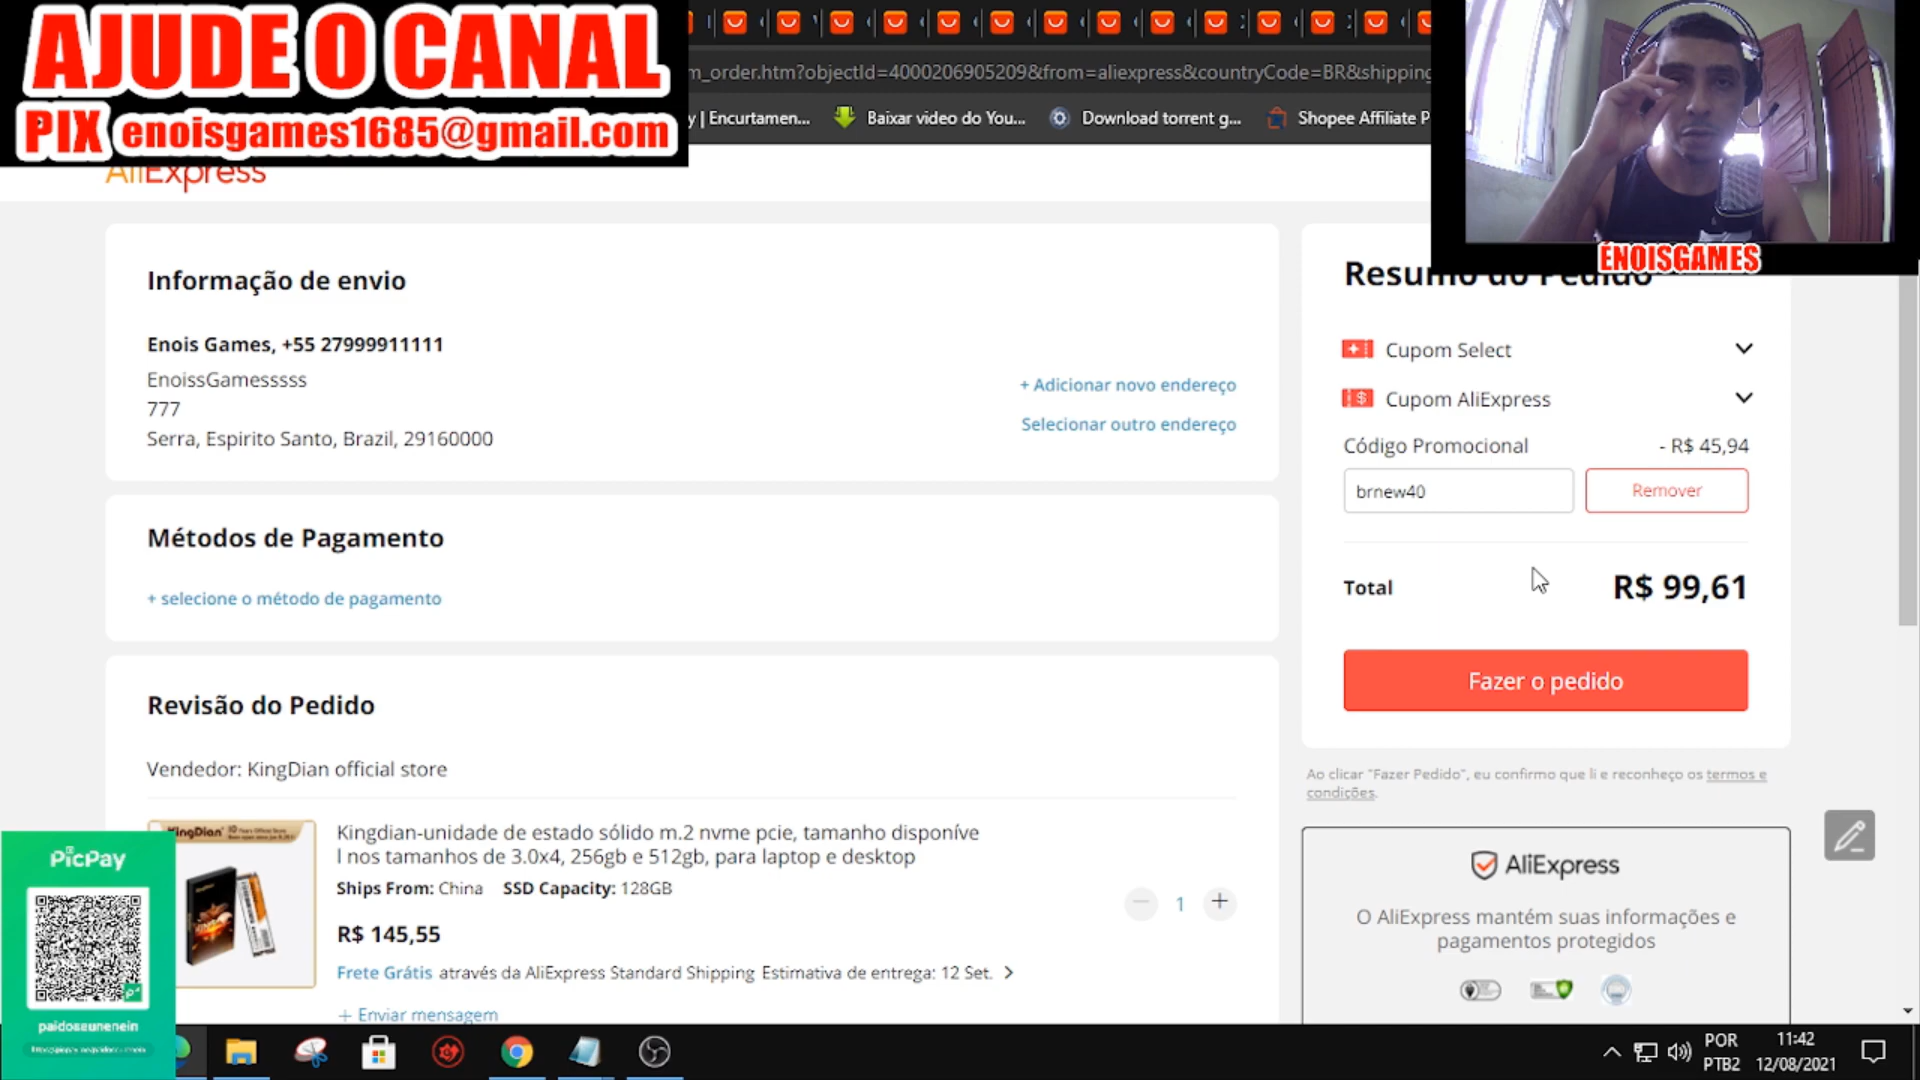 AJUDE O CANAL
PIX enoisgames1685@gmail.com
m_order.htm?objectId=4000206905209&from=aliexpress&countryCode=BR&shipping
y | Encurtamen...
Baixar video do You...
Download torrent g...
Shopee Affiliate P
AliExpress
ÉNOISGAMES
Informação de envio
Enois Games, +55 27999911111
EnoissGamesssss
777
Serra, Espirito Santo, Brazil, 29160000
+ Adicionar novo endereço
Selecionar outro endereço
Métodos de Pagamento
+ selecione o método de pagamento
Revisão do Pedido
Vendedor: KingDian official store
KingDian
Kingdian-unidade de estado sólido m.2 nvme pcie, tamanho disponíve
l nos tamanhos de 3.0x4, 256gb e 512gb, para laptop e desktop
Ships From: China SSD Capacity: 128GB
R$ 145,55
1
Frete Grátis através da AliExpress Standard Shipping Estimativa de entrega: 12 Set.
+ Enviar mensagem
Resumo do Pedido
Cupom Select
Cupom AliExpress
Código Promocional - R$ 45,94
brnew40
Remover
Total R$ 99,61
Fazer o pedido
Ao clicar "Fazer Pedido", eu confirmo que li e reconheço os termos e
condições.
AliExpress
O AliExpress mantém suas informações e
pagamentos protegidos
PicPay
paidoseunenein
POR
PTB2
11:42
12/08/2021